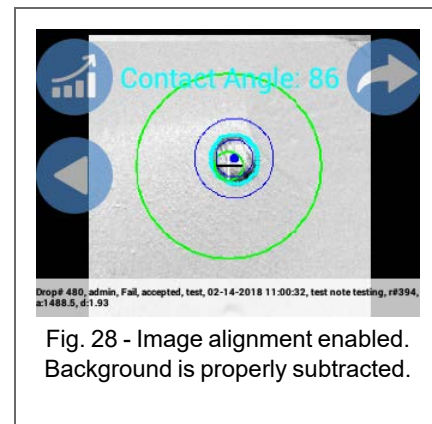 Contact Angle: 86
Drop# 480, admin, Fail, accepted, test, 02-14-2018 11:00:32, test note testing, r#394,
a:1488.5, d:1.93
Fig. 28 - Image alignment enabled.
Background is properly subtracted.